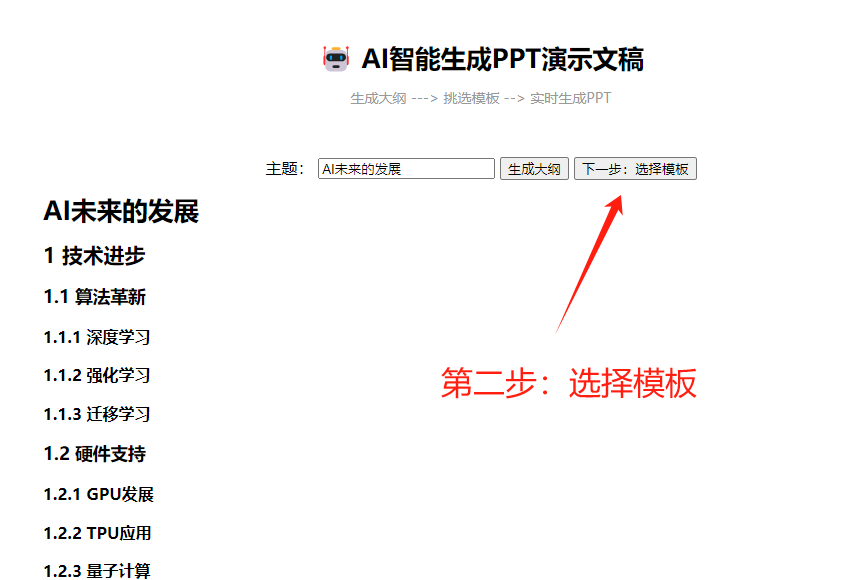 AI智能生成PPT演示文稿
生成大纲 ---> 挑选模板 --> 实时生成PPT
主题： AI未来的发展 生成大纲 下一步：选择模板
AI未来的发展
1 技术进步
1.1 算法革新
1.1.1 深度学习
1.1.2 强化学习
第二步：选择模板
1.1.3 迁移学习
1.2 硬件支持
1.2.1 GPU发展
1.2.2 TPU应用
1.2.3 量子计算